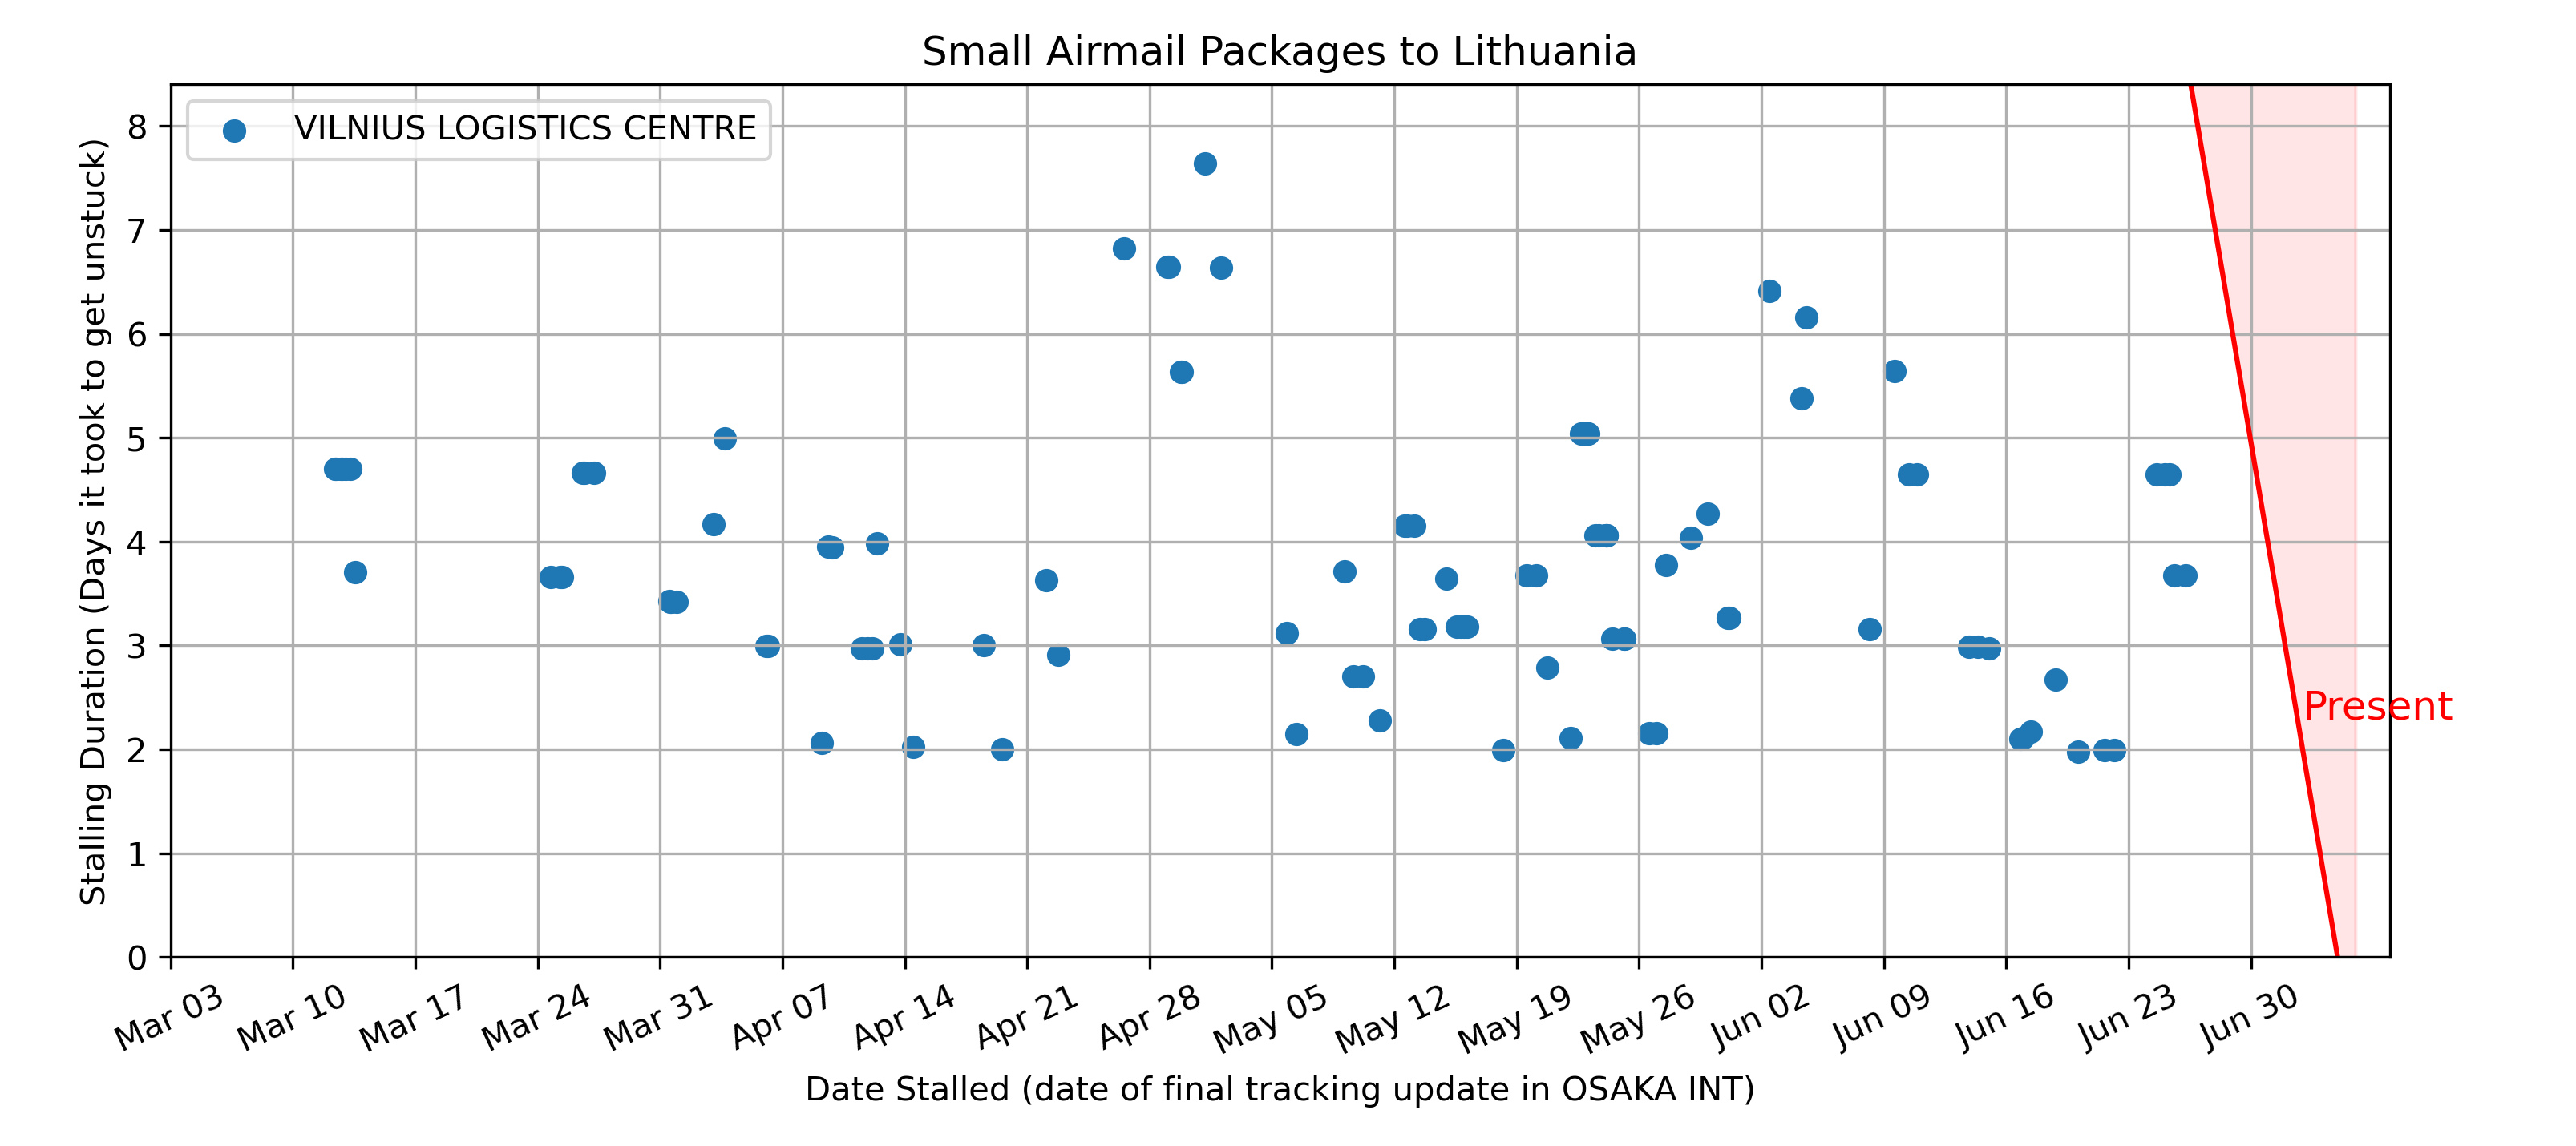 Small Airmail Packages to Lithuania
VILNIUS LOGISTICS CENTRE
Stalling Duration (Days it took to get unstuck)
8
7
6
5
4
3
2
1
0
Present
Mar 03
Mar 10
Mar 17
Mar 24
Mar 31
Apr 07
Apr 14
Apr 21
Apr 28
May 05
May 12
May 19
May 26
Jun 02
Jun 09
Jun 16
Jun 23
Jun 30
Date Stalled (date of final tracking update in OSAKA INT)